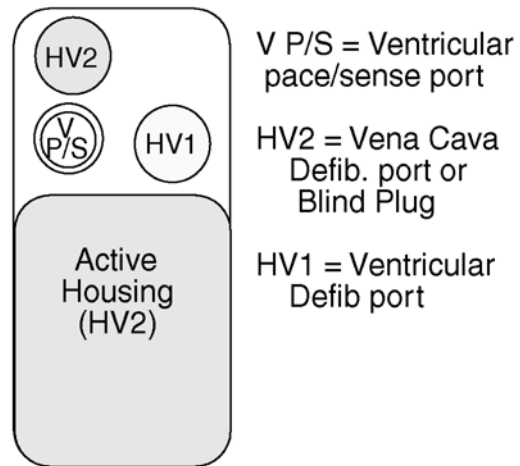 HV2
V
P/S
HV1
Active
Housing
(HV2)
V P/S = Ventricular
pace/sense port
HV2 = Vena Cava
Defib. port or
Blind Plug
HV1 = Ventricular
Defib port